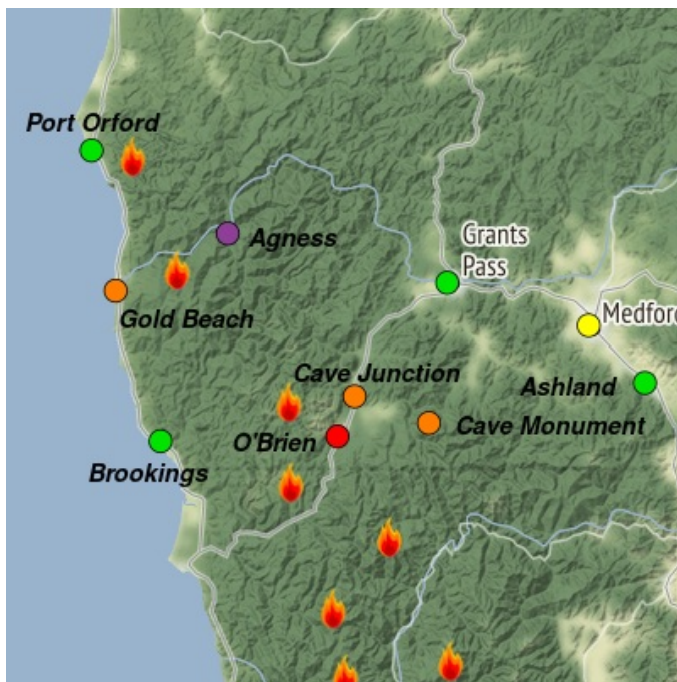 Port Orford
Agness
Grants
Pass
Gold Beach
Medford
Cave Junction
Ashland
O'Brien
Cave Monument
Brookings